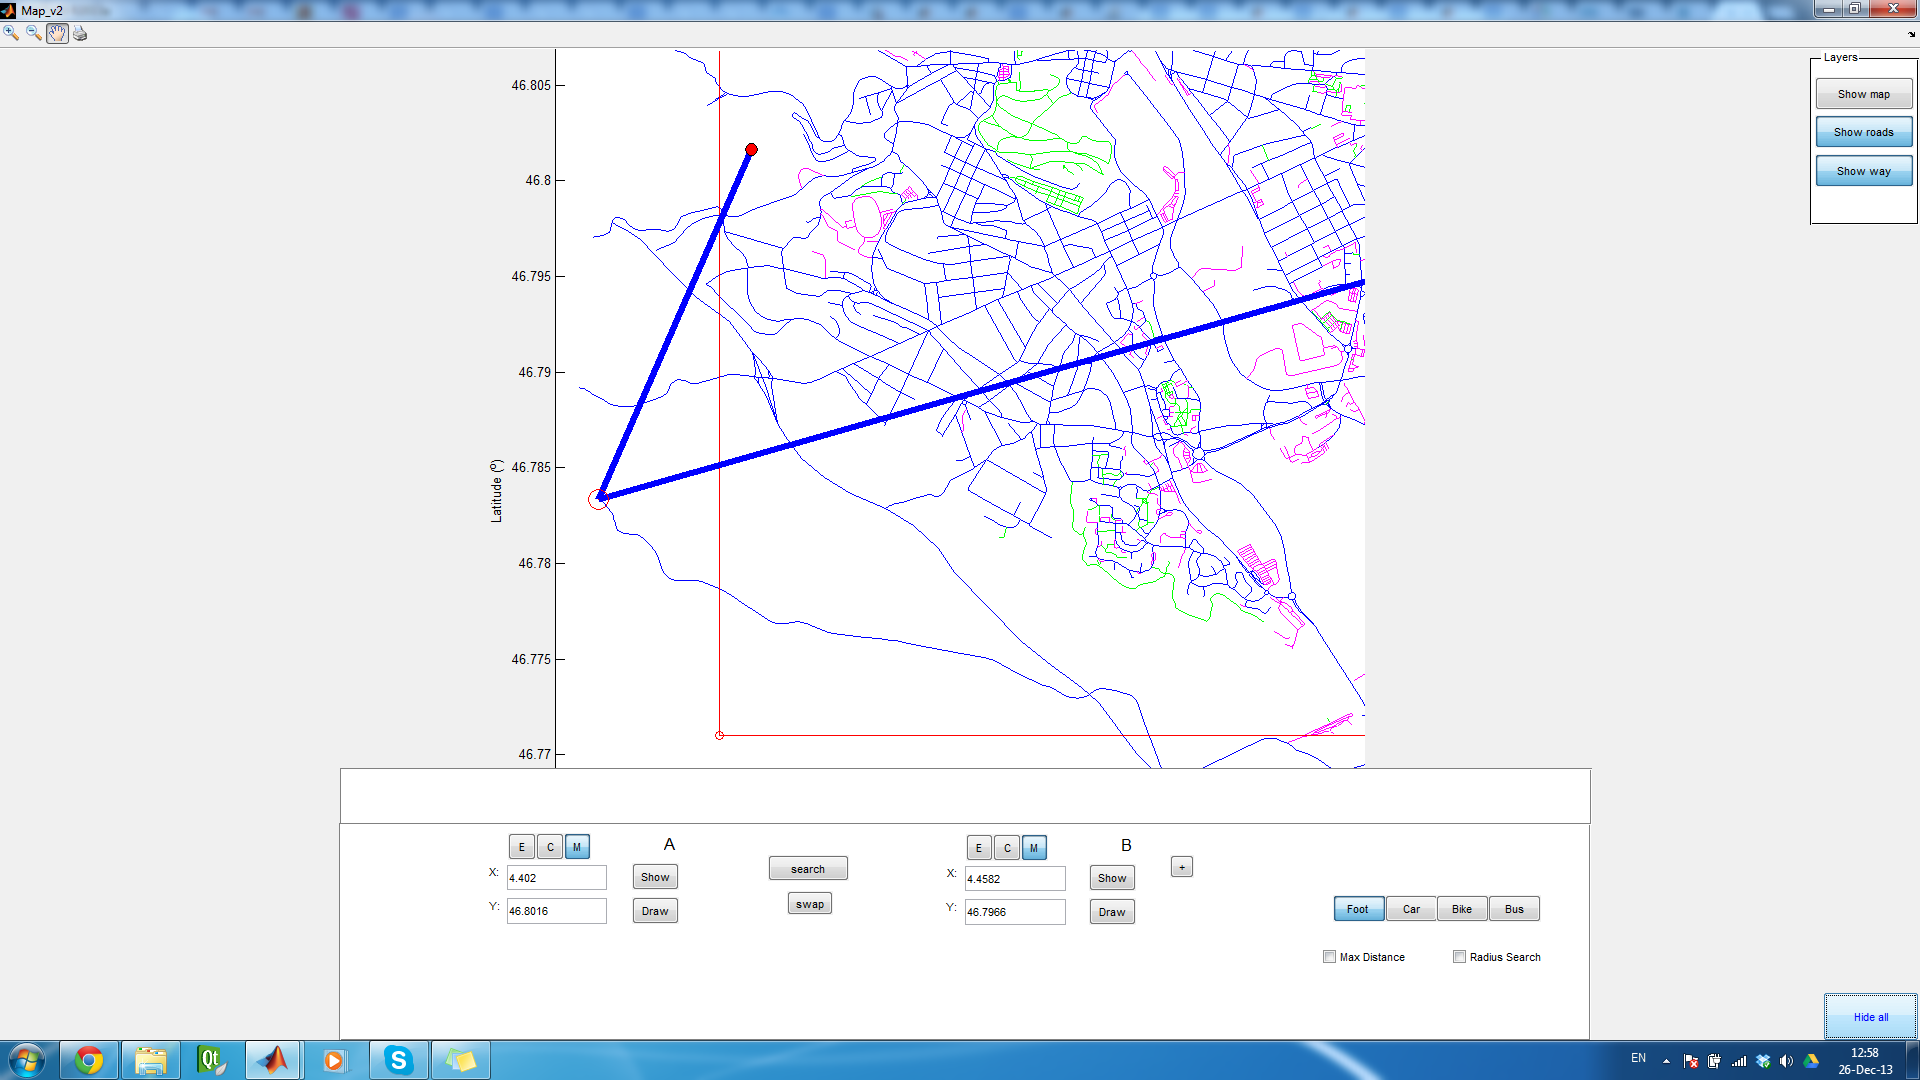 Map_v2
Layers
Show map
Show roads
Show way
46.805
46.8
46.795
46.79
46.785
46.78
46.775
46.77
Latitude (º)
E C M A
X: 4.402 Show
Y: 46.8016 Draw
search
swap
E C M B +
X: 4.4582 Show
Y: 46.7966 Draw
Foot Car Bike Bus
Max Distance Radius Search
Hide all
Qt
S
EN
12:58
26-Dec-13